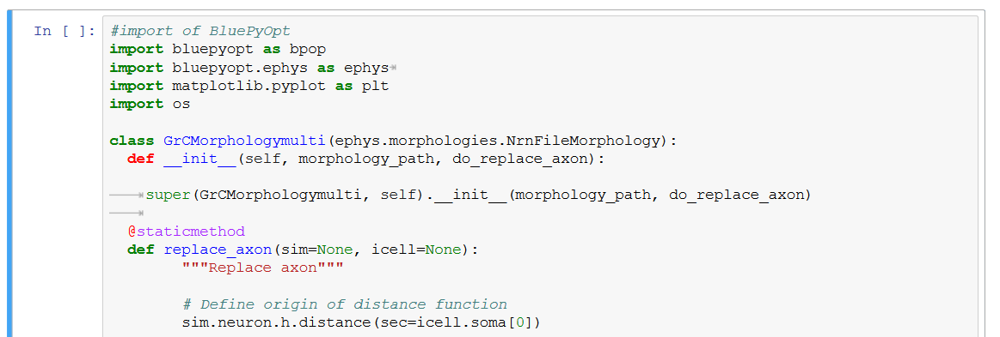 In [ ]:
#import of BluePyOpt
import bluepyopt as bpop
import bluepyopt.ephys as ephys
import matplotlib.pyplot as plt
import os
class GrCMorphologymulti(ephys.morphologies.NrnFileMorphology):
def __init__(self, morphology_path, do_replace_axon):
super(GrCMorphologymulti, self).__init__(morphology_path, do_replace_axon)
@staticmethod
def replace_axon(sim=None, icell=None):
"""Replace axon"""
# Define origin of distance function
sim.neuron.h.distance(sec=icell.soma[0])